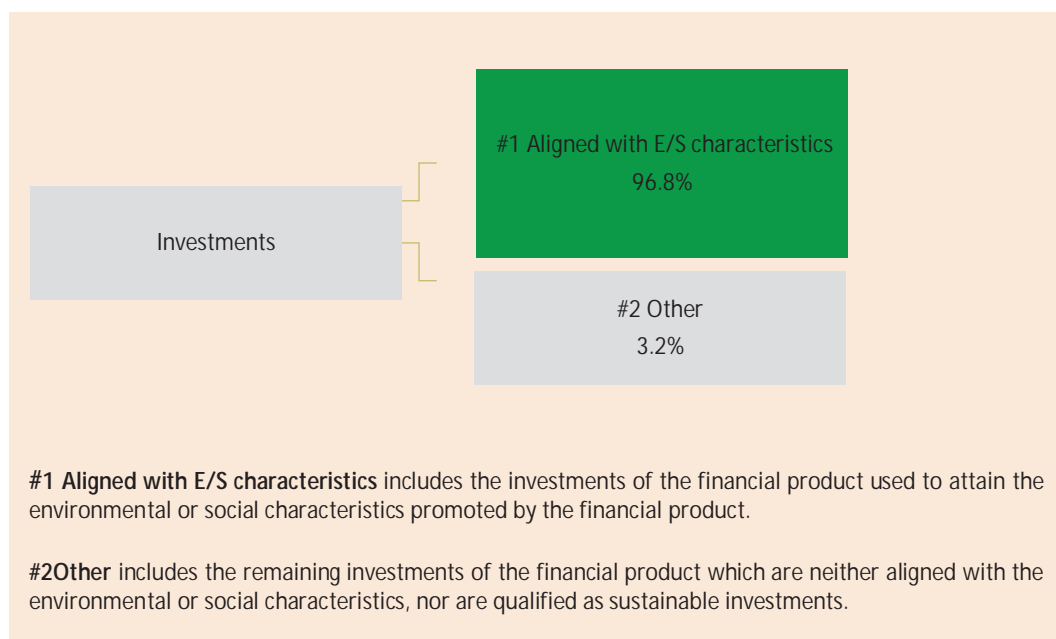 #1 Aligned with E/S characteristics
96.8%
Investments
#2 Other
3.2%
#1 Aligned with E/S characteristics includes the investments of the financial product used to attain the
environmental or social characteristics promoted by the financial product.
#2Other includes the remaining investments of the financial product which are neither aligned with the
environmental or social characteristics, nor are qualified as sustainable investments.